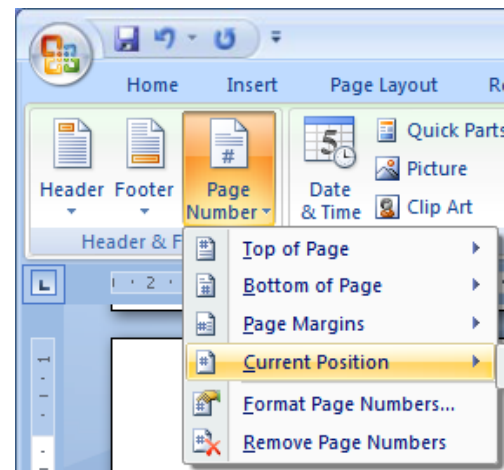 Home Insert Page Layout
Header Footer Page Number Date & Time
Quick Parts
Picture
Clip Art
Header & F
Top of Page
Bottom of Page
Page Margins
Current Position
Format Page Numbers...
Remove Page Numbers